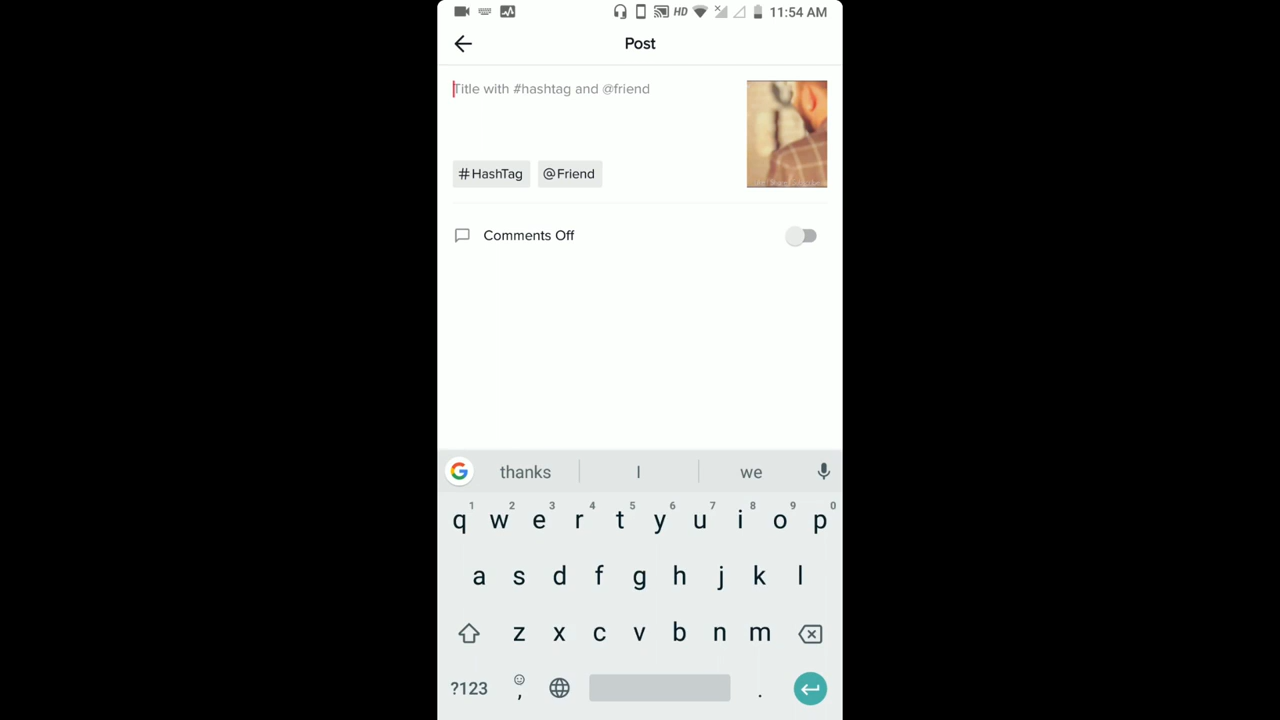 HD 11:54 AM
Post
Title with #hashtag and @friend
#HashTag @Friend
Comments Off
thanks I we
1 2 3 4 5 6 7 8 9 0
q w e r t y u i o p
a s d f g h j k l
z x c v b n m
?123 , .